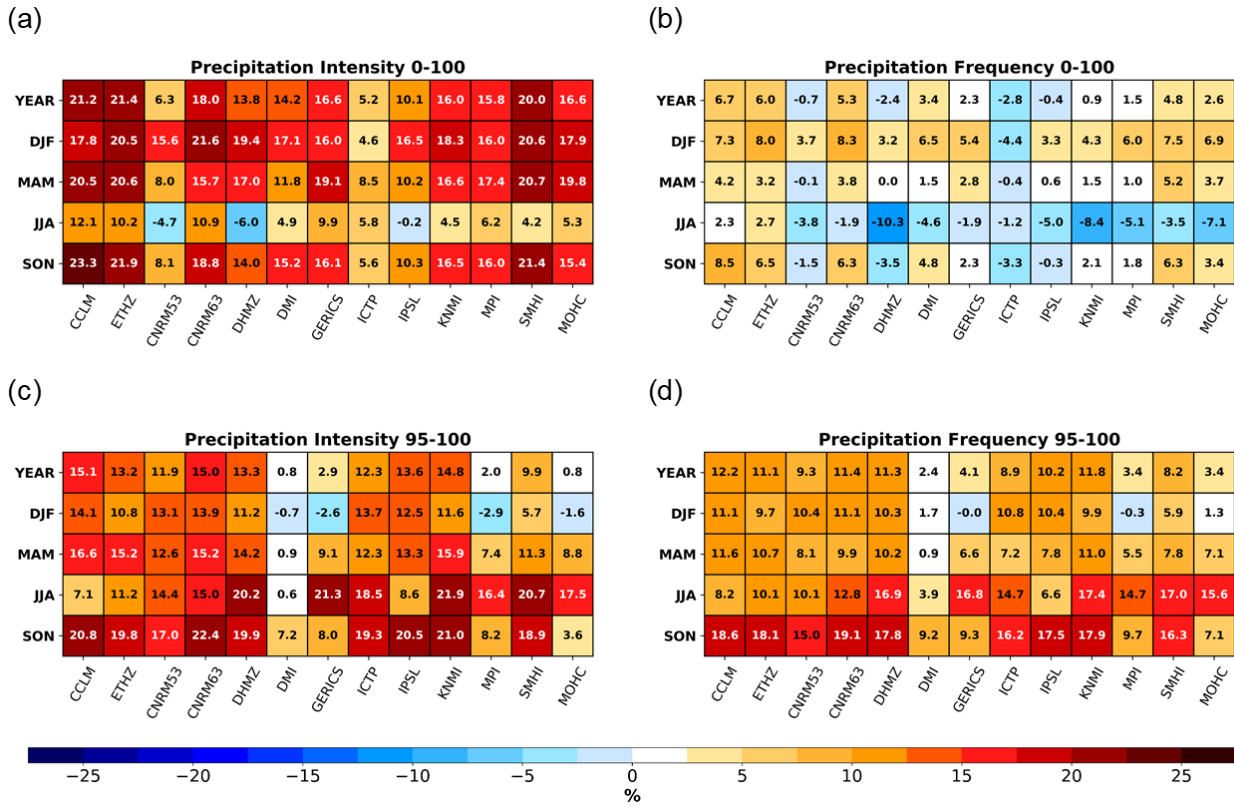 (a) (b)
Precipitation Intensity 0-100 Precipitation Frequency 0-100
YEAR 21.2 21.4 6.3 18.0 13.8 14.2 16.6 5.2 10.1 16.0 15.8 20.0 16.6 YEAR 6.7 6.0 -0.7 5.3 -2.4 3.4 2.3 -2.8 -0.4 0.9 1.5 4.8 2.6
DJF 17.8 20.5 15.6 21.6 19.4 17.1 16.0 4.6 16.5 18.3 16.0 20.6 17.9 DJF 7.3 8.0 3.7 8.3 3.2 6.5 5.4 -4.4 3.3 4.3 6.0 7.5 6.9
MAM 20.5 20.6 8.0 15.7 17.0 11.8 19.1 8.5 10.2 16.6 17.4 20.7 19.8 MAM 4.2 3.2 -0.1 3.8 0.0 1.5 2.8 -0.4 0.6 1.5 1.0 5.2 3.7
JJA 12.1 10.2 -4.7 10.9 -6.0 4.9 9.9 5.8 -0.2 4.5 6.2 4.2 5.3 JJA 2.3 2.7 -3.8 -1.9 -10.3 -4.6 -1.9 -1.2 -5.0 -8.4 -5.1 -3.5 -7.1
SON 23.3 21.9 8.1 18.8 14.0 15.2 16.1 5.6 10.3 16.5 16.0 21.4 15.4 SON 8.5 6.5 -1.5 6.3 -3.5 4.8 2.3 -3.3 -0.3 2.1 1.8 6.3 3.4
CCLM ETHZ CNRM53 CNRM63 DHMZ DMI GERICS ICTP IPSL KNMI MPI SMHI MOHC CCLM ETHZ CNRM53 CNRM63 DHMZ DMI GERICS ICTP IPSL KNMI MPI SMHI MOHC
(c) (d)
Precipitation Intensity 95-100 Precipitation Frequency 95-100
YEAR 15.1 13.2 11.9 15.0 13.3 0.8 2.9 12.3 13.6 14.8 2.0 9.9 0.8 YEAR 12.2 11.1 9.3 11.4 11.3 2.4 4.1 8.9 10.2 11.8 3.4 8.2 3.4
DJF 14.1 10.8 13.1 13.9 11.2 -0.7 -2.6 13.7 12.5 11.6 -2.9 5.7 -1.6 DJF 11.1 9.7 10.4 11.1 10.3 1.7 -0.0 10.8 10.4 9.9 -0.3 5.9 1.3
MAM 16.6 15.2 12.6 15.2 14.2 0.9 9.1 12.3 13.3 15.9 7.4 11.3 8.8 MAM 11.6 10.7 8.1 9.9 10.2 0.9 6.6 7.2 7.8 11.0 5.5 7.8 7.1
JJA 7.1 11.2 14.4 15.0 20.2 0.6 21.3 18.5 8.6 21.9 16.4 20.7 17.5 JJA 8.2 10.1 10.1 12.8 16.9 3.9 16.8 14.7 6.6 17.4 14.7 17.0 15.6
SON 20.8 19.8 17.0 22.4 19.9 7.2 8.0 19.3 20.5 21.0 8.2 18.9 3.6 SON 18.6 18.1 15.0 19.1 17.8 9.2 9.3 16.2 17.5 17.9 9.7 16.3 7.1
CCLM ETHZ CNRM53 CNRM63 DHMZ DMI GERICS ICTP IPSL KNMI MPI SMHI MOHC CCLM ETHZ CNRM53 CNRM63 DHMZ DMI GERICS ICTP IPSL KNMI MPI SMHI MOHC
−25 −20 −15 −10 −5 0 5 10 15 20 25
%